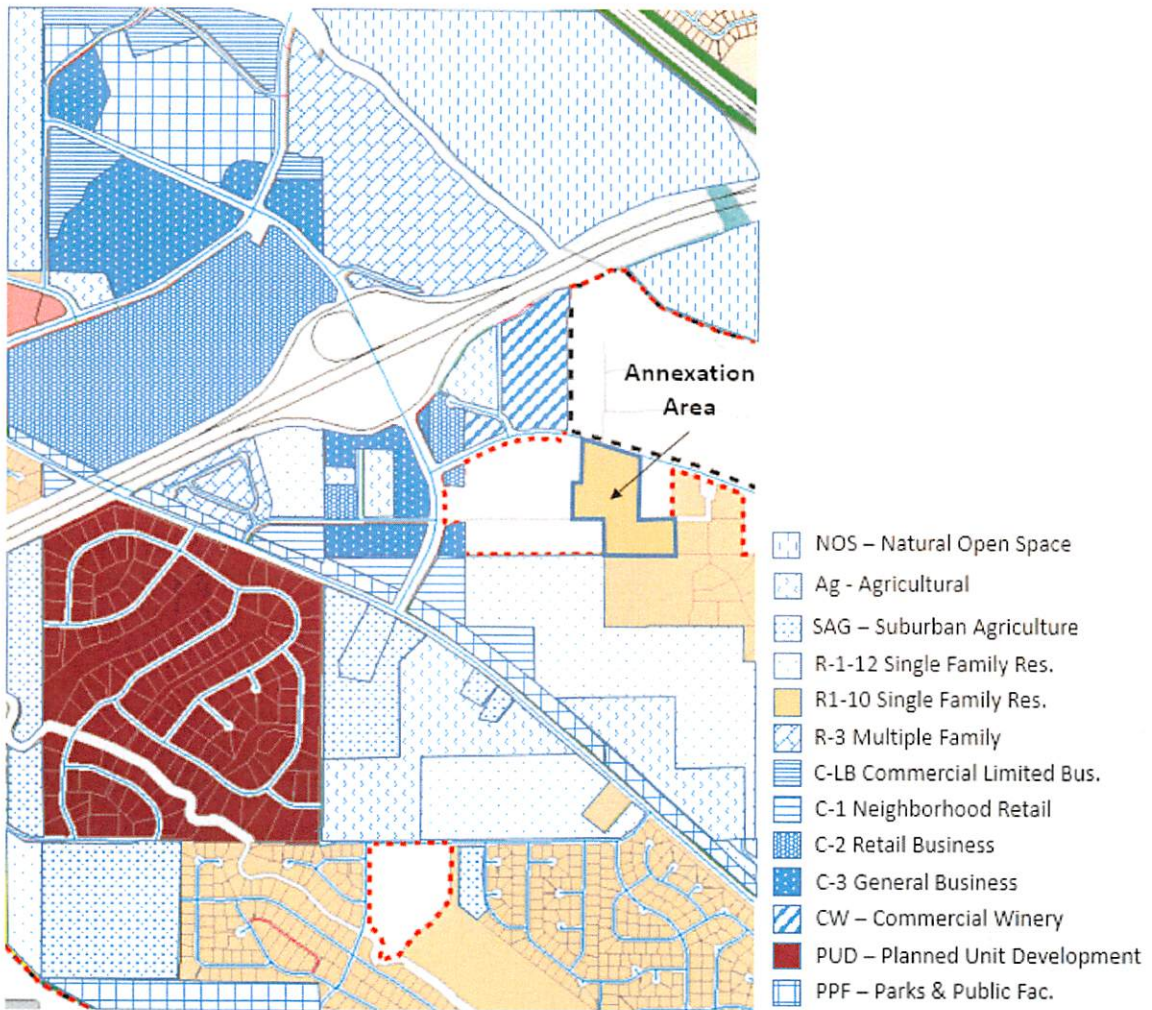 Annexation
Area
NOS – Natural Open Space
Ag - Agricultural
SAG – Suburban Agriculture
R-1-12 Single Family Res.
R1-10 Single Family Res.
R-3 Multiple Family
C-LB Commercial Limited Bus.
C-1 Neighborhood Retail
C-2 Retail Business
C-3 General Business
CW – Commercial Winery
PUD – Planned Unit Development
PPF – Parks & Public Fac.